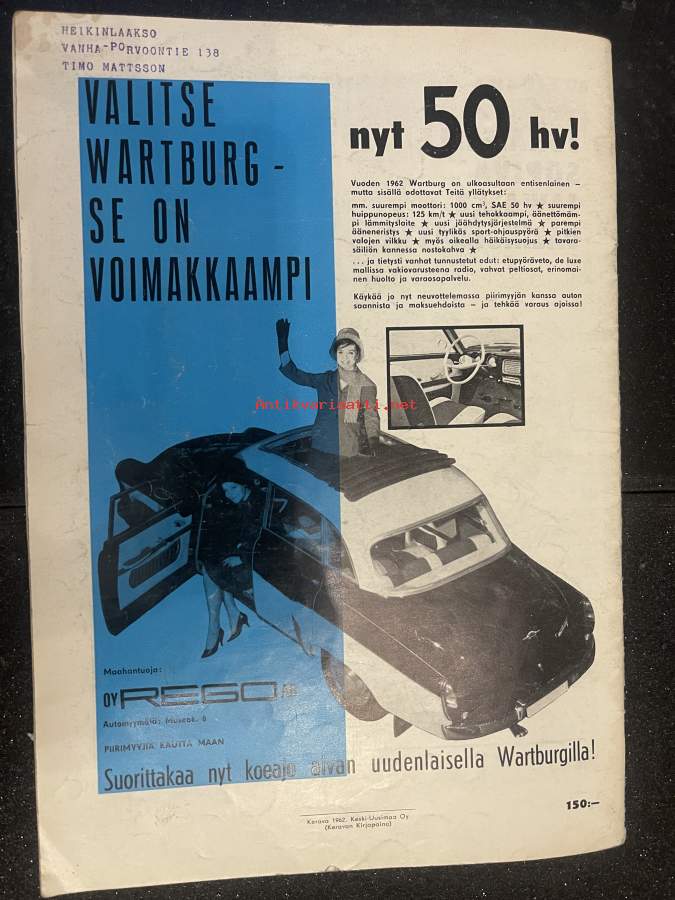 HEIKINLAAKSO
VANHA-PORVOONTIE 138
TIMO MATTSSON
VALITSE
WARTBURG -
SE ON
VOIMAKKAAMPI
nyt 50 hv!
Vuoden 1962 Wartburg on ulkoasultaan entisenlainen –
mutta sisällä odottavat Teitä yllätykset:
mm. suurempi moottori: 1000 cm³, SAE 50 hv ★ suurempi
huippunopeus: 125 km/t ★ uusi tehokkaampi, äänettömäm-
pi lämmityslaite ★ uusi jäähdytysjärjestelmä ★ parempi
ääneneristys ★ uusi tyylikäs sport-ohjauspyörä ★ pitkien
valojen vilkku ★ myös oikealla häikäisysuojus ★ tavara-
säiliön kannessa nostokahva ★
... ja tietysti vanhat tunnustetut edut: etupyöräveto, de luxe
mallissa vakiovarusteena radio, vahvat peltiosat, erinomai-
nen huolto ja varaosapalvelu.
Käykää jo nyt neuvottelemassa piirimyyjän kanssa auton
saannista ja maksuehdoista – ja tehkää varaus ajoissa!
Antikvariaatti.net
Maahantuoja:
OY REGO AB
Automyymälä: Museok. 8
PIIRIMYYJIÄ KAUTTA MAAN
Suorittakaa nyt koeajo aivan uudenlaisella Wartburgilla!
150:—
Kerava 1962. Keski-Uusimaa Oy
(Keravan Kirjapaino)